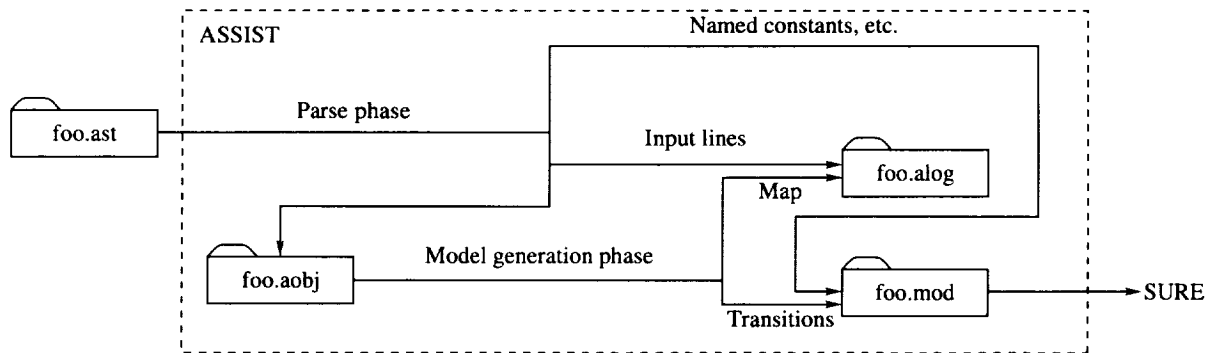 ASSIST
Named constants, etc.
foo.ast
Parse phase
Input lines
foo.alog
Map
foo.aobj
Model generation phase
foo.mod
SURE
Transitions